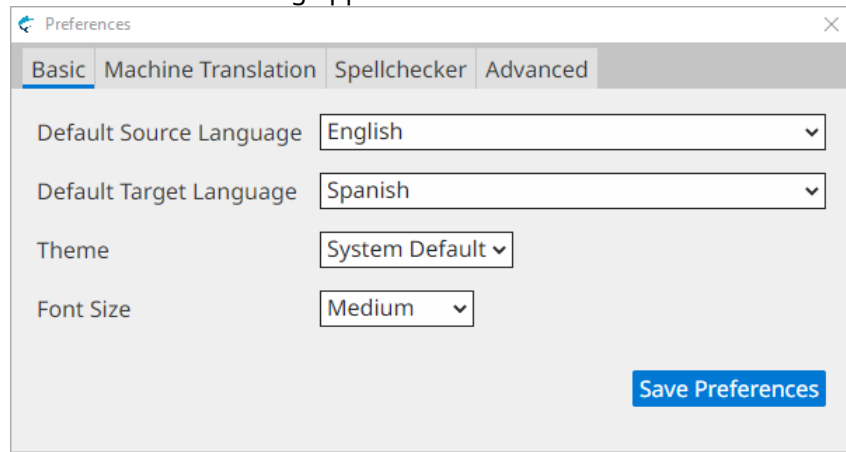 Preferences
Basic Machine Translation Spellchecker Advanced
Default Source Language English
Default Target Language Spanish
Theme System Default
Font Size Medium
Save Preferences